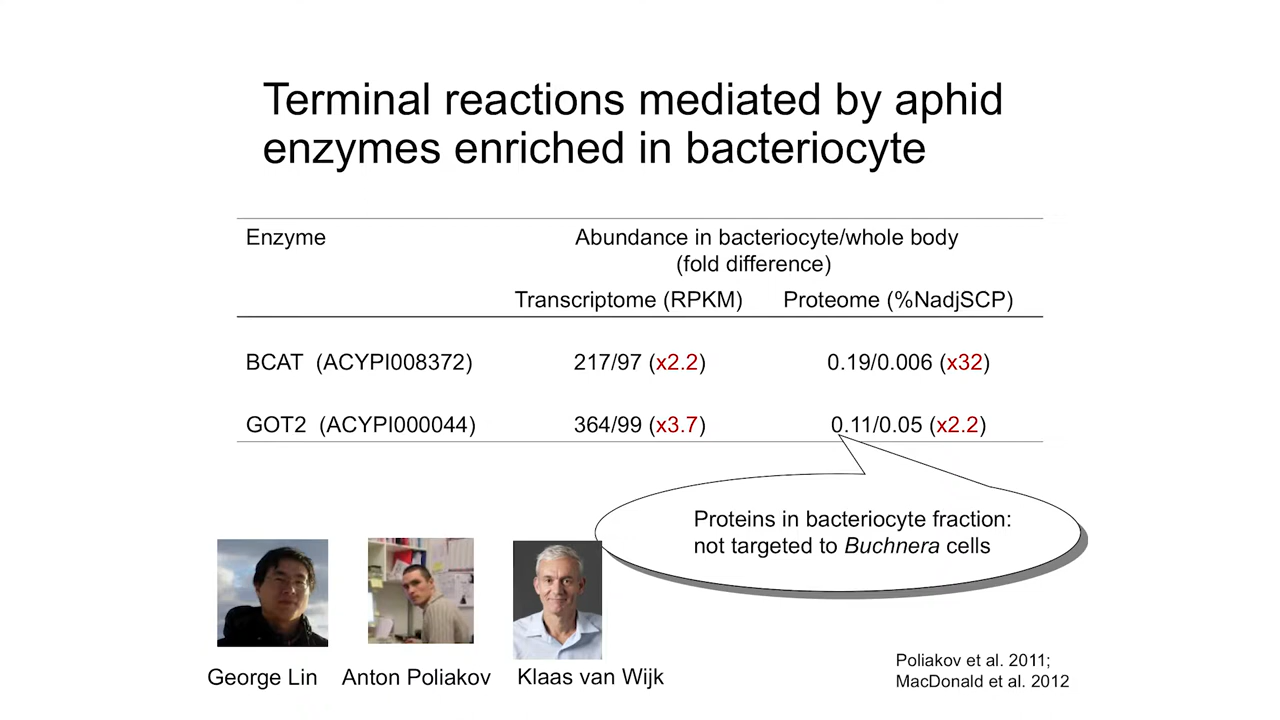 Terminal reactions mediated by aphid
enzymes enriched in bacteriocyte
Enzyme
Abundance in bacteriocyte/whole body
(fold difference)
Transcriptome (RPKM) Proteome (%NadjSCP)
BCAT (ACYPI008372) 217/97 (x2.2) 0.19/0.006 (x32)
GOT2 (ACYPI000044) 364/99 (x3.7) 0.11/0.05 (x2.2)
Proteins in bacteriocyte fraction:
not targeted to Buchnera cells
George Lin Anton Poliakov Klaas van Wijk
Poliakov et al. 2011;
MacDonald et al. 2012